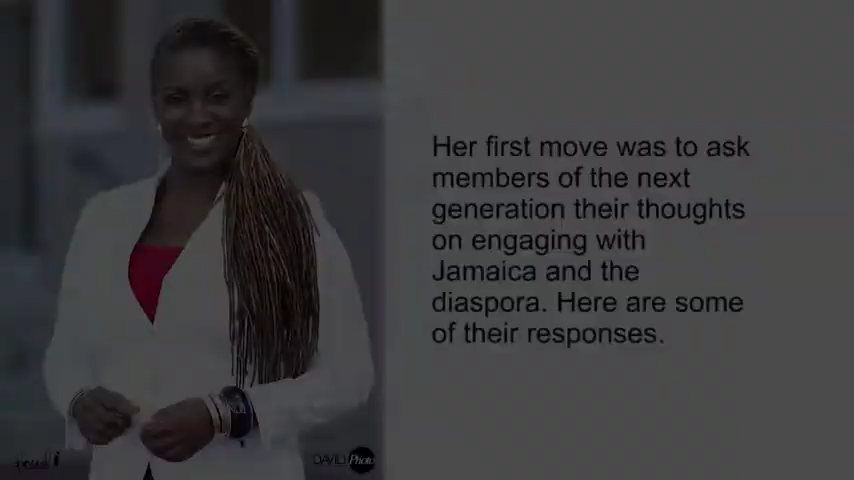 Her first move was to ask
members of the next
generation their thoughts
on engaging with
Jamaica and the
diaspora. Here are some
of their responses.
DAVID Photo